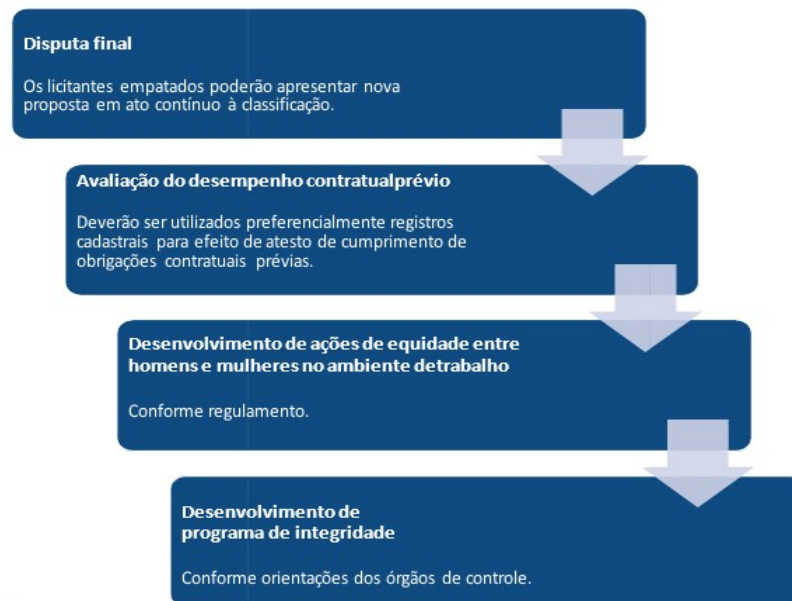 Disputa final
Os licitantes empatados poderão apresentar nova
proposta em ato contínuo à classificação.
Avaliação do desempenho contratualprévio
Deverão ser utilizados preferencialmente registros
cadastrais para efeito de atesto de cumprimento de
obrigações contratuais prévias.
Desenvolvimento de ações de equidade entre
homens e mulheres no ambiente detrabalho
Conforme regulamento.
Desenvolvimento de
programa de integridade
Conforme orientações dos órgãos de controle.